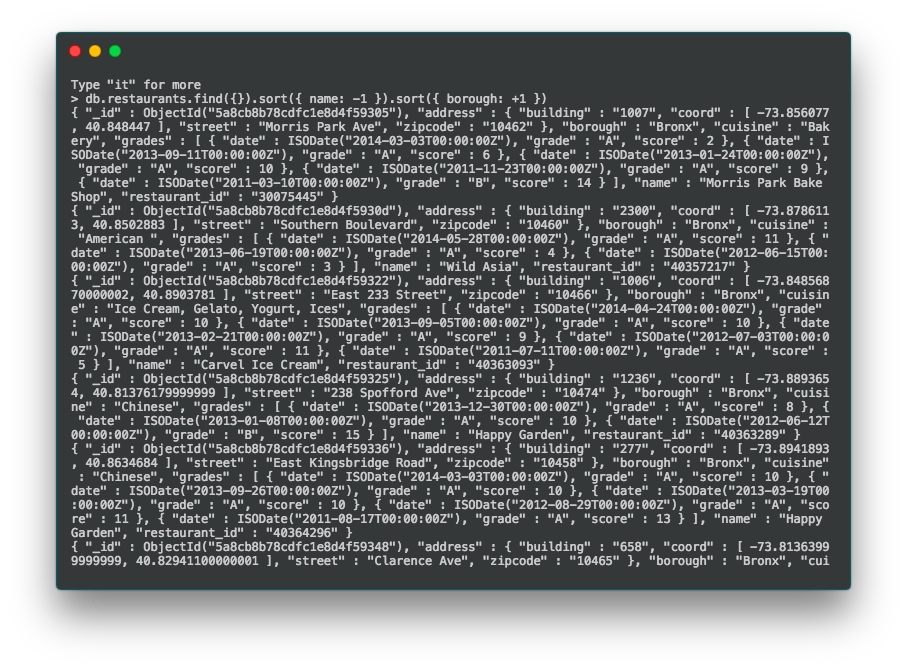 Type "it" for more
> db.restaurants.find({}).sort({ name: -1 }).sort({ borough: +1 })
{ "_id" : ObjectId("5a8cb8b78cdfc1e8d4f59305"), "address" : { "building" : "1007", "coord" : [ -73.856077
, 40.848447 ], "street" : "Morris Park Ave", "zipcode" : "10462" }, "borough" : "Bronx", "cuisine" : "Bak
ery", "grades" : [ { "date" : ISODate("2014-03-03T00:00:00Z"), "grade" : "A", "score" : 2 }, { "date" : I
SODate("2013-09-11T00:00:00Z"), "grade" : "A", "score" : 6 }, { "date" : ISODate("2013-01-24T00:00:00Z"),
"grade" : "A", "score" : 10 }, { "date" : ISODate("2011-11-23T00:00:00Z"), "grade" : "A", "score" : 9 },
{ "date" : ISODate("2011-03-10T00:00:00Z"), "grade" : "B", "score" : 14 } ], "name" : "Morris Park Bake
Shop", "restaurant_id" : "30075445" }
{ "_id" : ObjectId("5a8cb8b78cdfc1e8d4f5930d"), "address" : { "building" : "2300", "coord" : [ -73.878611
3, 40.8502883 ], "street" : "Southern Boulevard", "zipcode" : "10460" }, "borough" : "Bronx", "cuisine" :
"American ", "grades" : [ { "date" : ISODate("2014-05-28T00:00:00Z"), "grade" : "A", "score" : 11 }, { "
date" : ISODate("2013-06-19T00:00:00Z"), "grade" : "A", "score" : 4 }, { "date" : ISODate("2012-06-15T00:
00:00Z"), "grade" : "A", "score" : 3 } ], "name" : "Wild Asia", "restaurant_id" : "40357217" }
{ "_id" : ObjectId("5a8cb8b78cdfc1e8d4f59322"), "address" : { "building" : "1006", "coord" : [ -73.848568
70000002, 40.8903781 ], "street" : "East 233 Street", "zipcode" : "10466" }, "borough" : "Bronx", "cuisin
e" : "Ice Cream, Gelato, Yogurt, Ices", "grades" : [ { "date" : ISODate("2014-04-24T00:00:00Z"), "grade"
: "A", "score" : 10 }, { "date" : ISODate("2013-09-05T00:00:00Z"), "grade" : "A", "score" : 10 }, { "date
" : ISODate("2013-02-21T00:00:00Z"), "grade" : "A", "score" : 9 }, { "date" : ISODate("2012-07-03T00:00:0
0Z"), "grade" : "A", "score" : 11 }, { "date" : ISODate("2011-07-11T00:00:00Z"), "grade" : "A", "score" :
5 } ], "name" : "Carvel Ice Cream", "restaurant_id" : "40363093" }
{ "_id" : ObjectId("5a8cb8b78cdfc1e8d4f59325"), "address" : { "building" : "1236", "coord" : [ -73.889365
4, 40.81376179999999 ], "street" : "238 Spofford Ave", "zipcode" : "10474" }, "borough" : "Bronx", "cuisi
ne" : "Chinese", "grades" : [ { "date" : ISODate("2013-12-30T00:00:00Z"), "grade" : "A", "score" : 8 }, {
"date" : ISODate("2013-01-08T00:00:00Z"), "grade" : "A", "score" : 10 }, { "date" : ISODate("2012-06-12T
00:00:00Z"), "grade" : "B", "score" : 15 } ], "name" : "Happy Garden", "restaurant_id" : "40363289" }
{ "_id" : ObjectId("5a8cb8b78cdfc1e8d4f59336"), "address" : { "building" : "277", "coord" : [ -73.8941893
, 40.8634684 ], "street" : "East Kingsbridge Road", "zipcode" : "10458" }, "borough" : "Bronx", "cuisine"
: "Chinese", "grades" : [ { "date" : ISODate("2014-03-03T00:00:00Z"), "grade" : "A", "score" : 10 }, { "
date" : ISODate("2013-09-26T00:00:00Z"), "grade" : "A", "score" : 10 }, { "date" : ISODate("2013-03-19T00
:00:00Z"), "grade" : "A", "score" : 10 }, { "date" : ISODate("2012-08-29T00:00:00Z"), "grade" : "A", "sco
re" : 11 }, { "date" : ISODate("2011-08-17T00:00:00Z"), "grade" : "A", "score" : 13 } ], "name" : "Happy
Garden", "restaurant_id" : "40364296" }
{ "_id" : ObjectId("5a8cb8b78cdfc1e8d4f59348"), "address" : { "building" : "658", "coord" : [ -73.8136399
9999999, 40.82941100000001 ], "street" : "Clarence Ave", "zipcode" : "10465" }, "borough" : "Bronx", "cui